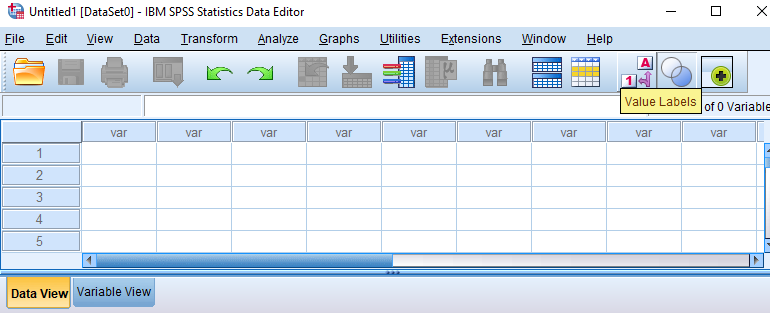 Untitled1 [DataSet0] - IBM SPSS Statistics Data Editor
File Edit View Data Transform Analyze Graphs Utilities Extensions Window Help
A
1
Value Labels
of 0 Variable
var var var var var var var var var
1
2
3
4
5
Data View Variable View